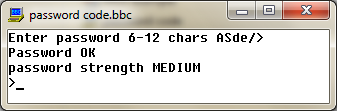 password code.bbc
Enter password 6-12 chars ASde/>
Password OK
password strength MEDIUM
>_